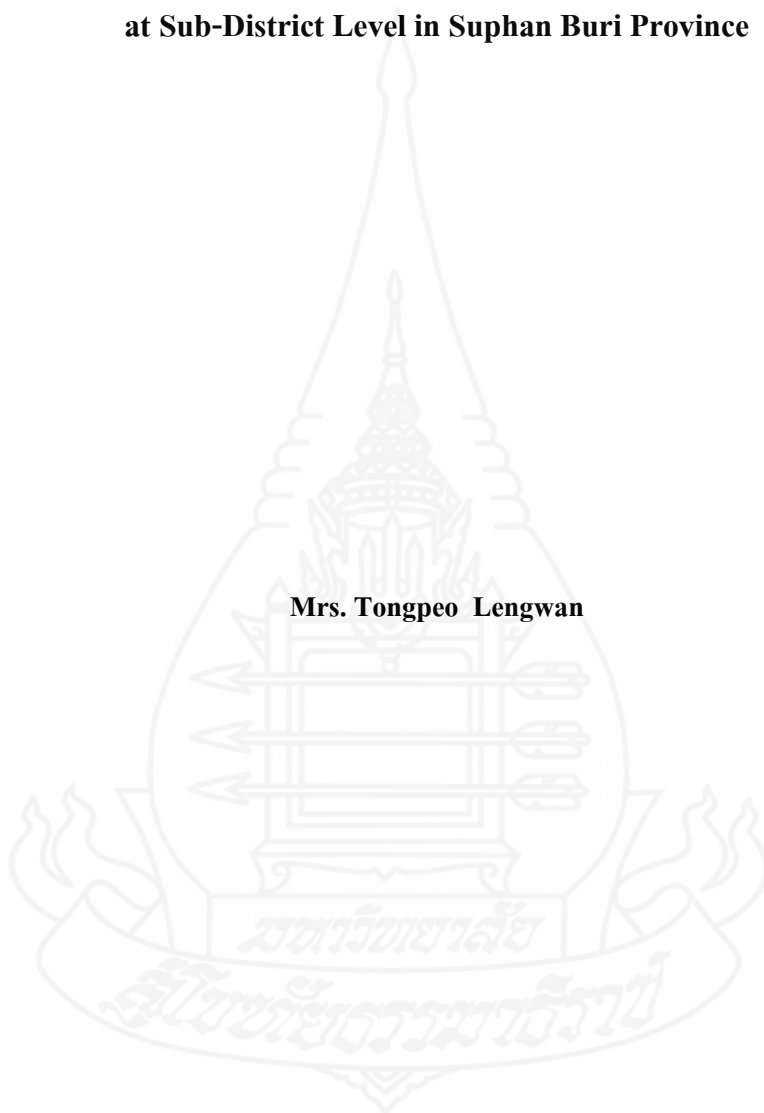 at Sub-District Level in Suphan Buri Province
Mrs. Tongpeo Lengwan
มหาวิทยาลัย
สุโขทัยธรรมาธิราช